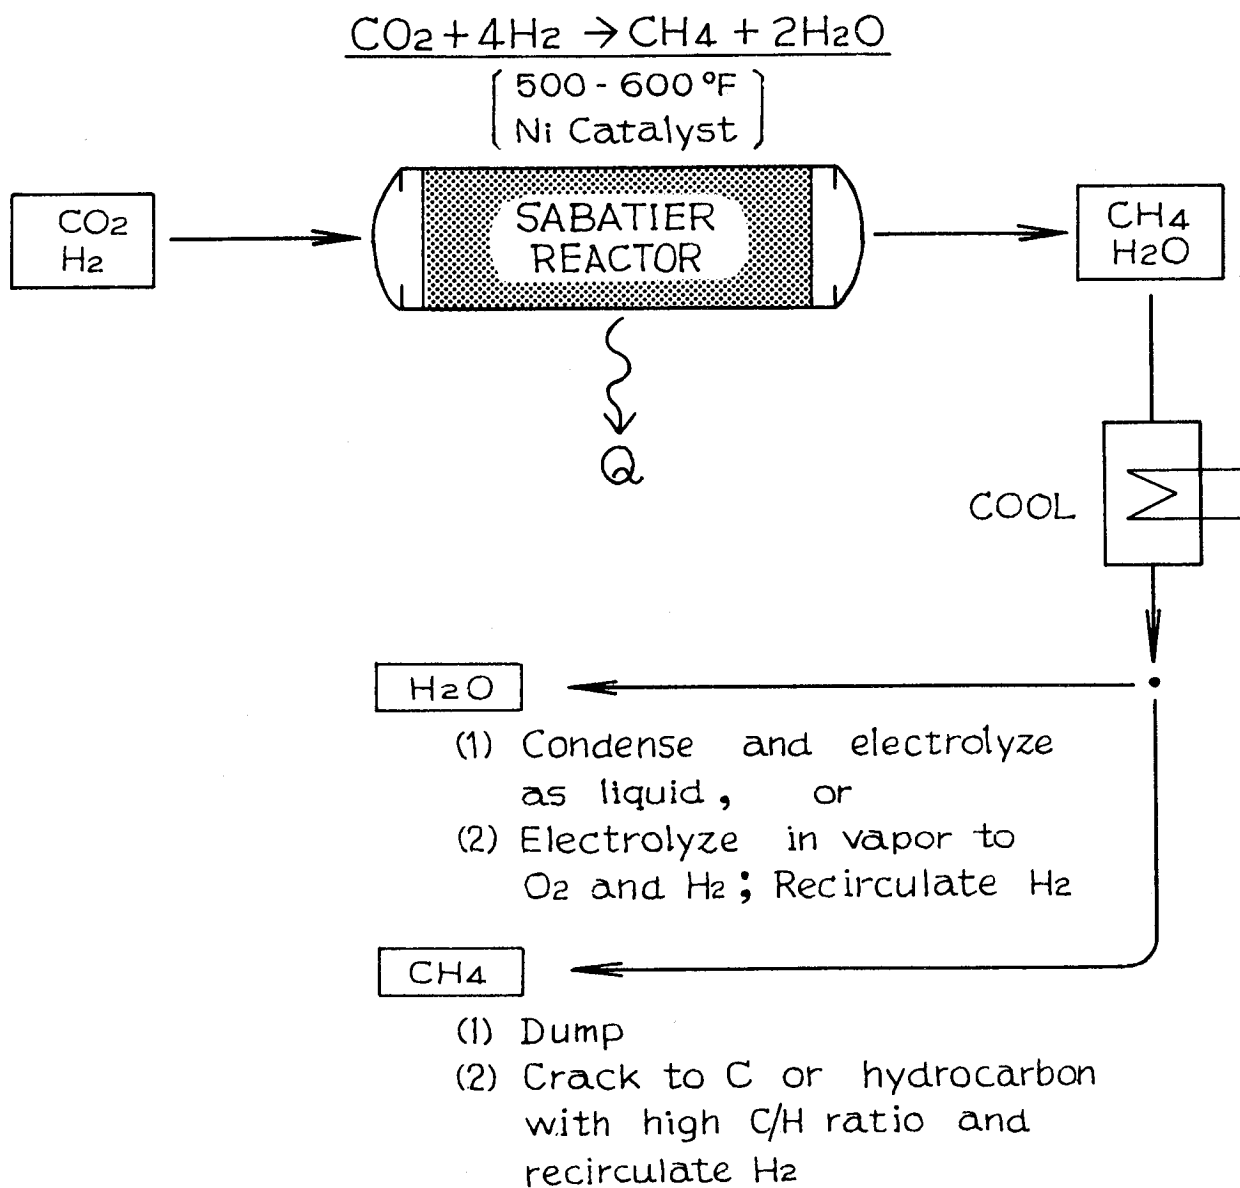 CO2 + 4H2 → CH4 + 2H2O
[500 - 600 °F
Ni Catalyst]
CO2
H2
SABATIER
REACTOR
CH4
H2O
Q
COOL
H2O
(1) Condense and electrolyze
as liquid, or
(2) Electrolyze in vapor to
O2 and H2; Recirculate H2
CH4
(1) Dump
(2) Crack to C or hydrocarbon
with high C/H ratio and
recirculate H2